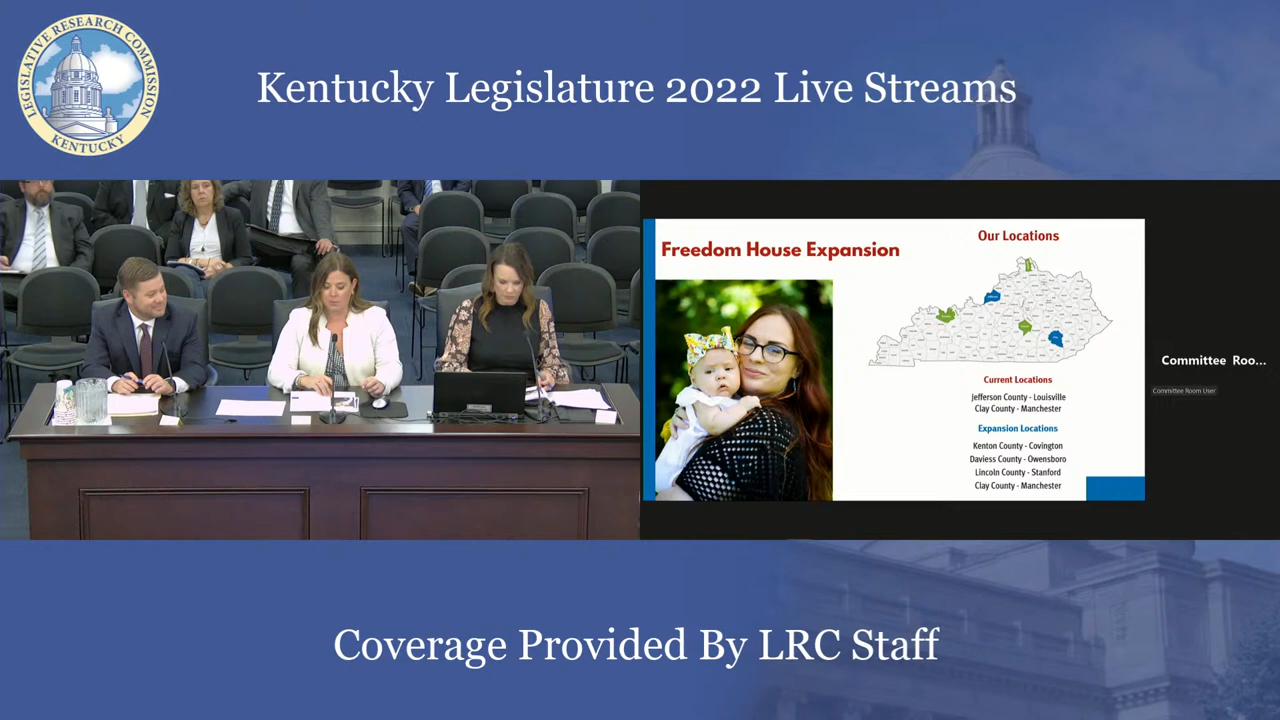 LEGISLATIVE RESEARCH COMMISSION
KENTUCKY
Kentucky Legislature 2022 Live Streams
Freedom House Expansion
Our Locations
Current Locations
Jefferson County - Louisville
Clay County - Manchester
Expansion Locations
Kenton County - Covington
Daviess County - Owensboro
Lincoln County - Stanford
Clay County - Manchester
Committee Roo...
Committee Room User
Coverage Provided By LRC Staff